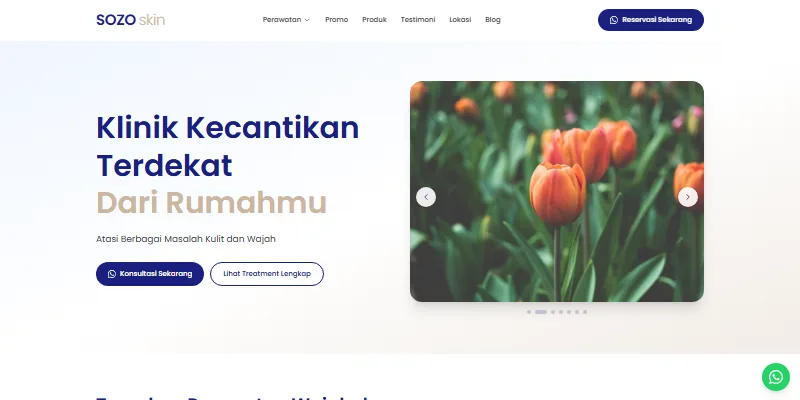 SOZO skin
Perawatan
Promo
Produk
Testimoni
Lokasi
Blog
Reservasi Sekarang
Klinik Kecantikan
Terdekat
Dari Rumahmu
Atasi Berbagai Masalah Kulit dan Wajah
Konsultasi Sekarang
Lihat Treatment Lengkap